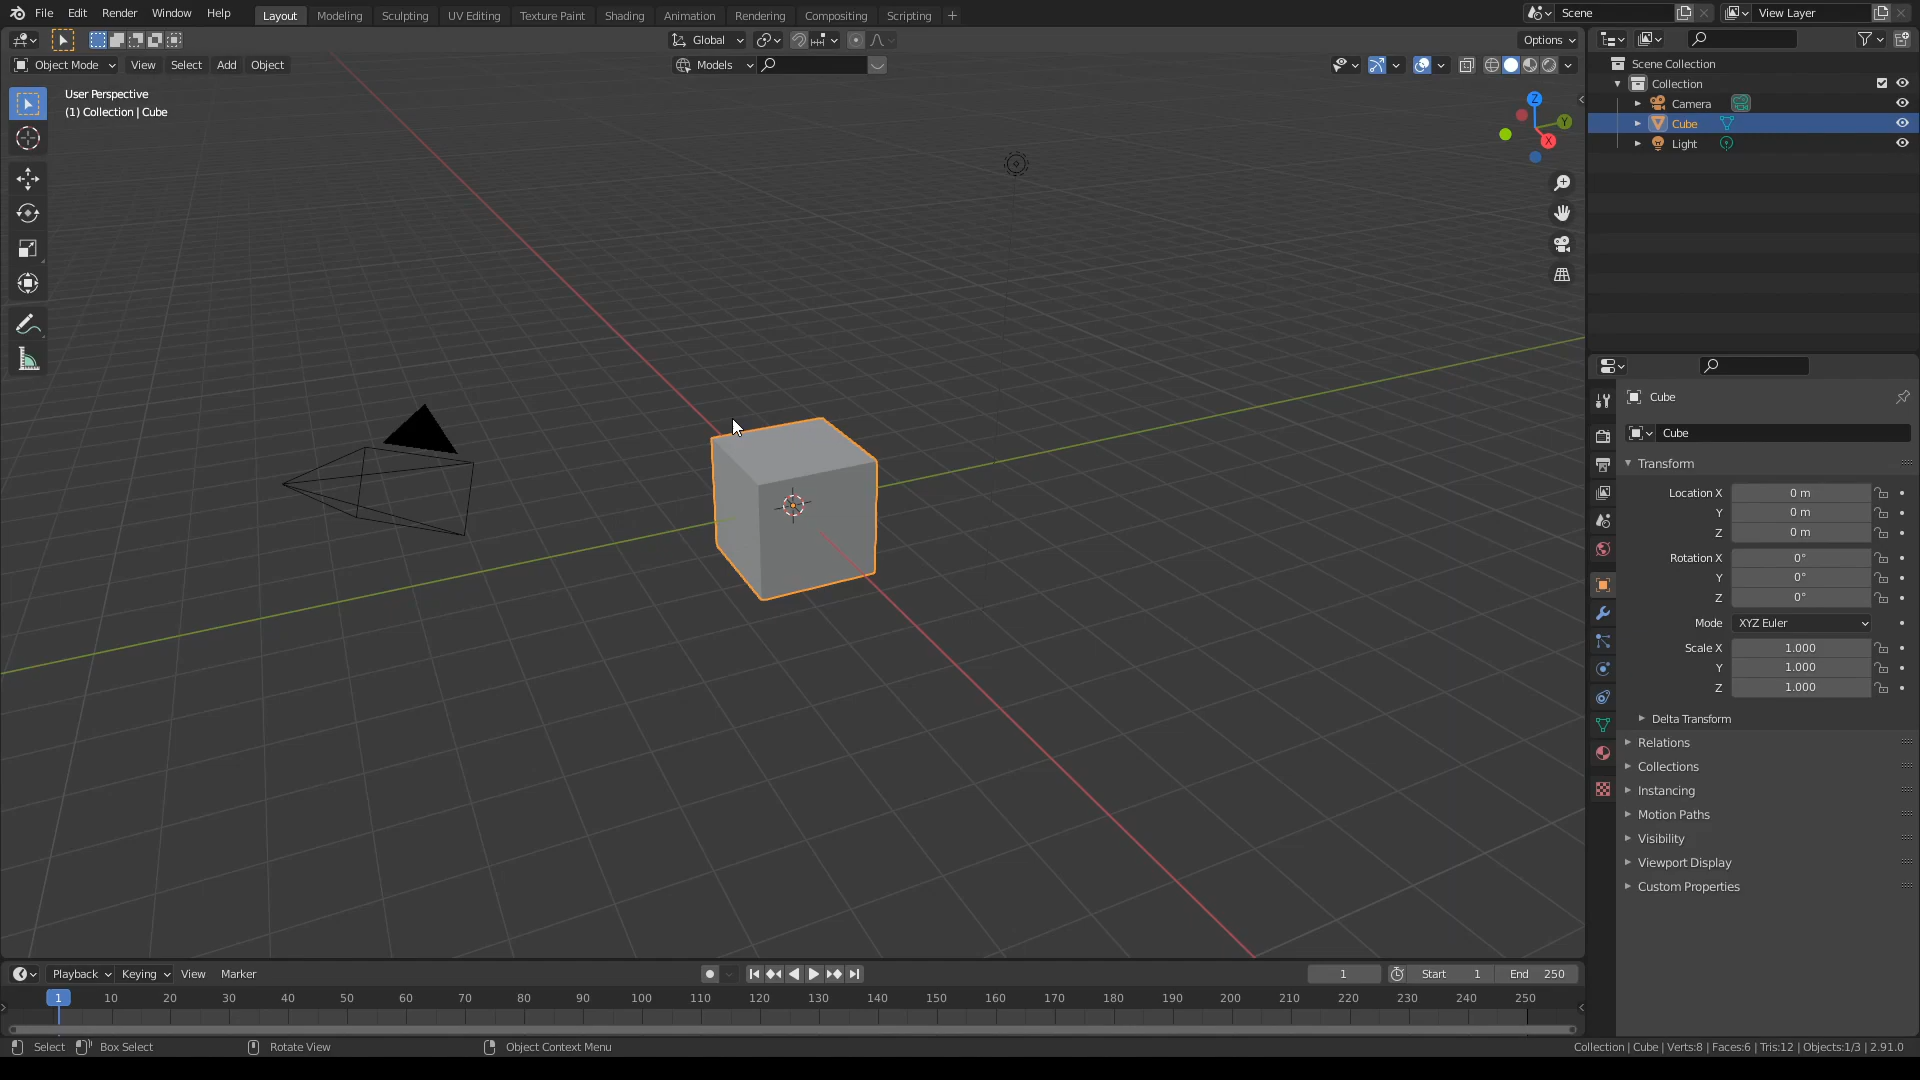 File Edit Render Window Help Layout Modeling Sculpting UV Editing Texture Paint Shading Animation Rendering Compositing Scripting + Scene View Layer
Global Options
Object Mode View Select Add Object Models
User Perspective
(1) Collection | Cube
Z
Y
X
Scene Collection
Collection
Camera
Cube
Light
Cube
Cube
Transform
Location X 0 m
Y 0 m
Z 0 m
Rotation X 0°
Y 0°
Z 0°
Mode XYZ Euler
Scale X 1.000
Y 1.000
Z 1.000
Delta Transform
Relations
Collections
Instancing
Motion Paths
Visibility
Viewport Display
Custom Properties
Playback Keying View Marker 1 Start 1 End 250
1 10 20 30 40 50 60 70 80 90 100 110 120 130 140 150 160 170 180 190 200 210 220 230 240 250
Select Box Select Rotate View Object Context Menu Collection | Cube | Verts:8 | Faces:6 | Tris:12 | Objects:1/3 | 2.91.0